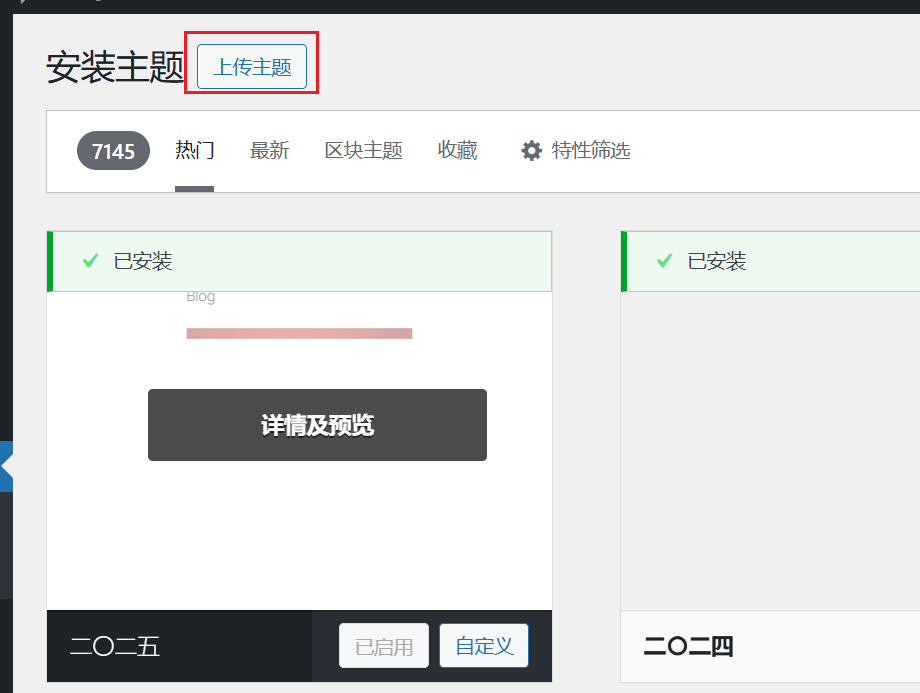 安装主题 上传主题
7145 热门 最新 区块主题 收藏 特性筛选
已安装 已安装
Blog
详情及预览
二〇二五 已启用 自定义 二〇二四